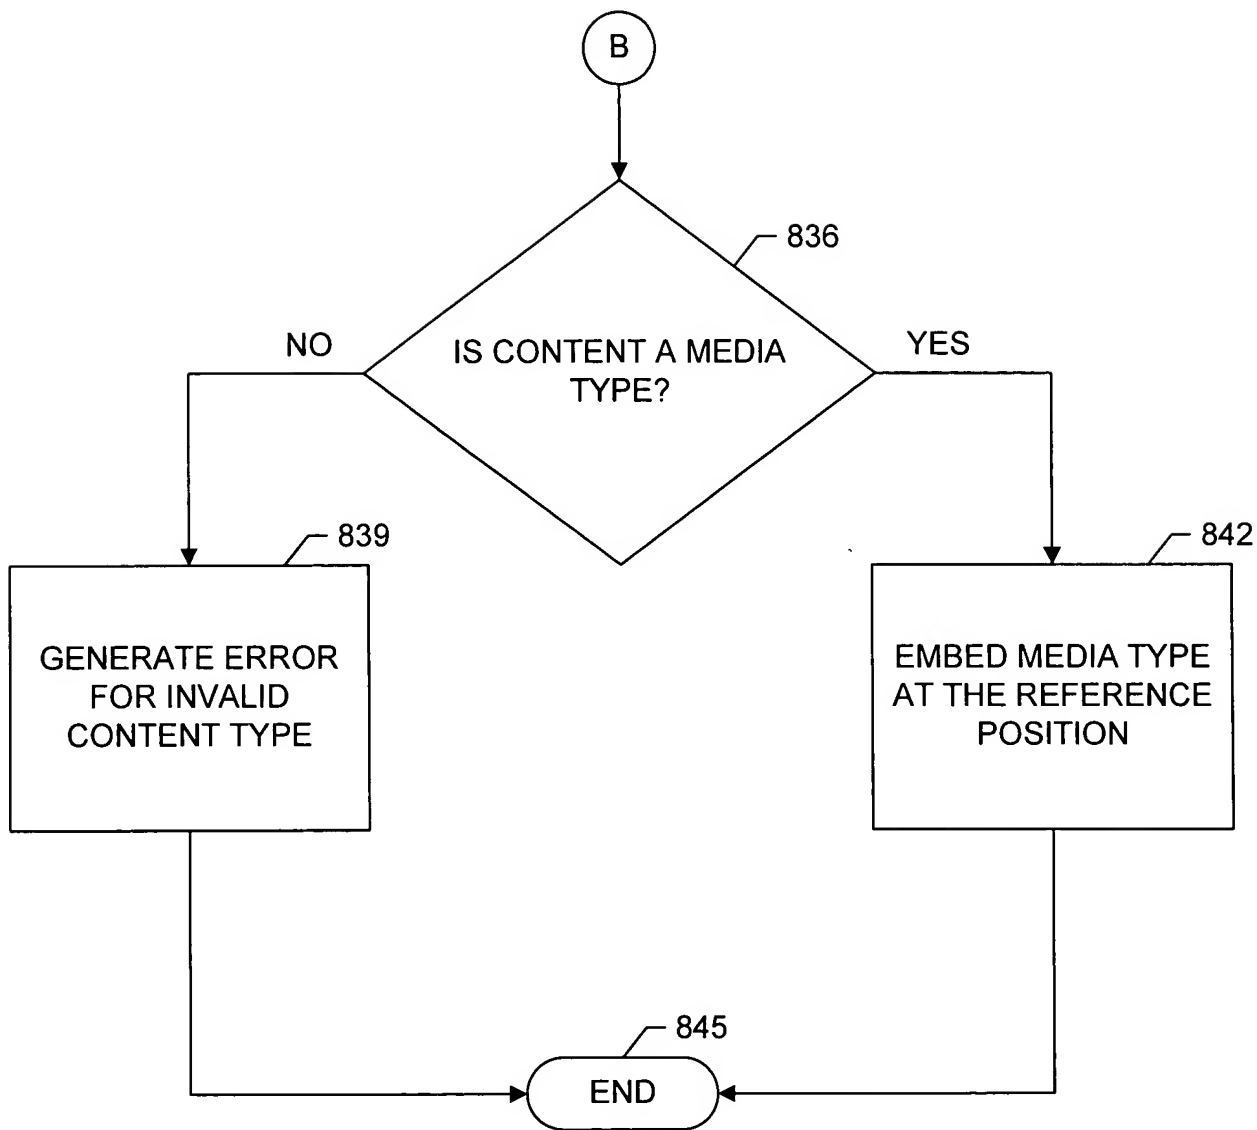 B
836
IS CONTENT A MEDIA
TYPE?
NO
YES
839
842
GENERATE ERROR
FOR INVALID
CONTENT TYPE
EMBED MEDIA TYPE
AT THE REFERENCE
POSITION
845
END